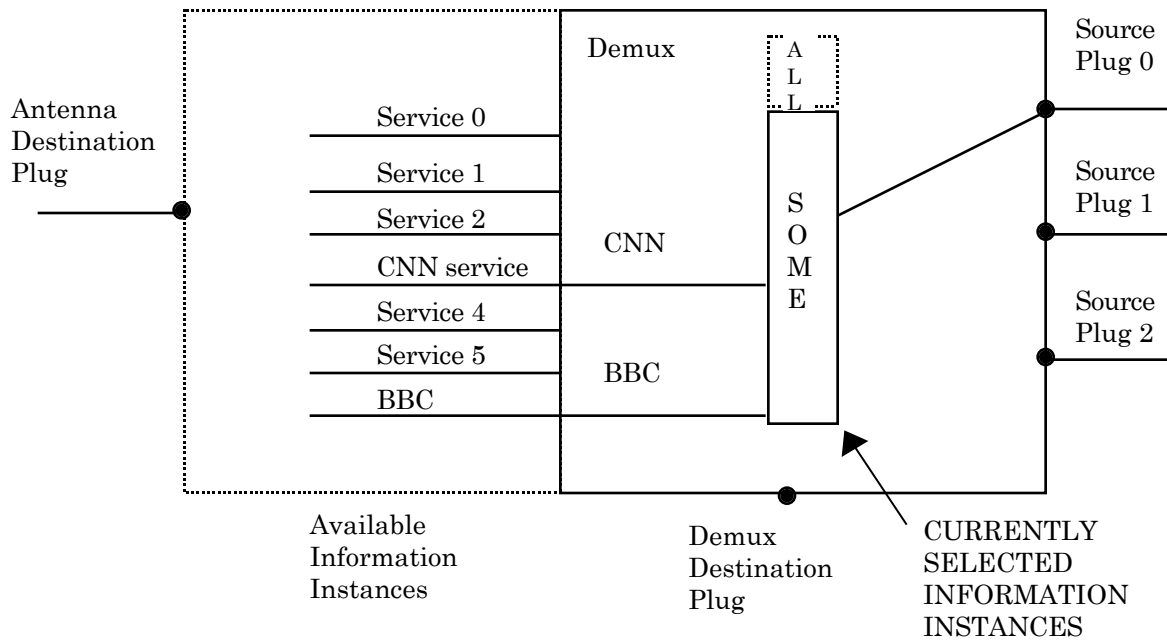 Source
Plug 0
Demux
A
L
L
Antenna
Destination
Plug
Service 0
Service 1
Service 2
CNN service
Service 4
Service 5
BBC
CNN
BBC
S
O
M
E
Source
Plug 1
Source
Plug 2
Available
Information
Instances
Demux
Destination
Plug
CURRENTLY
SELECTED
INFORMATION
INSTANCES